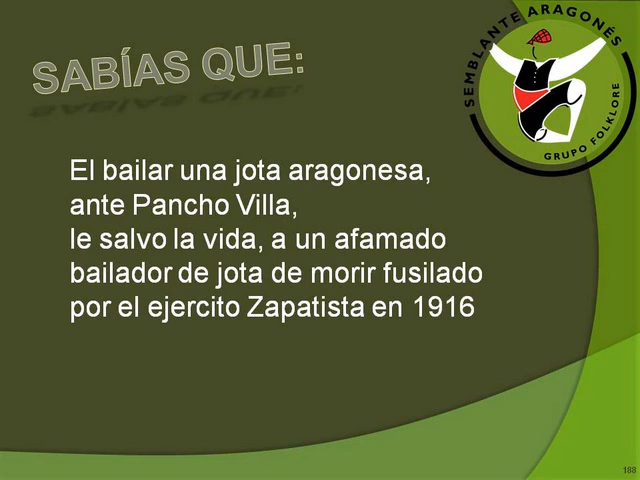 SABÍAS QUE:
SEMBLANTE ARAGONÉS
GRUPO FOLKLORE
El bailar una jota aragonesa,
ante Pancho Villa,
le salvo la vida, a un afamado
bailador de jota de morir fusilado
por el ejercito Zapatista en 1916
188